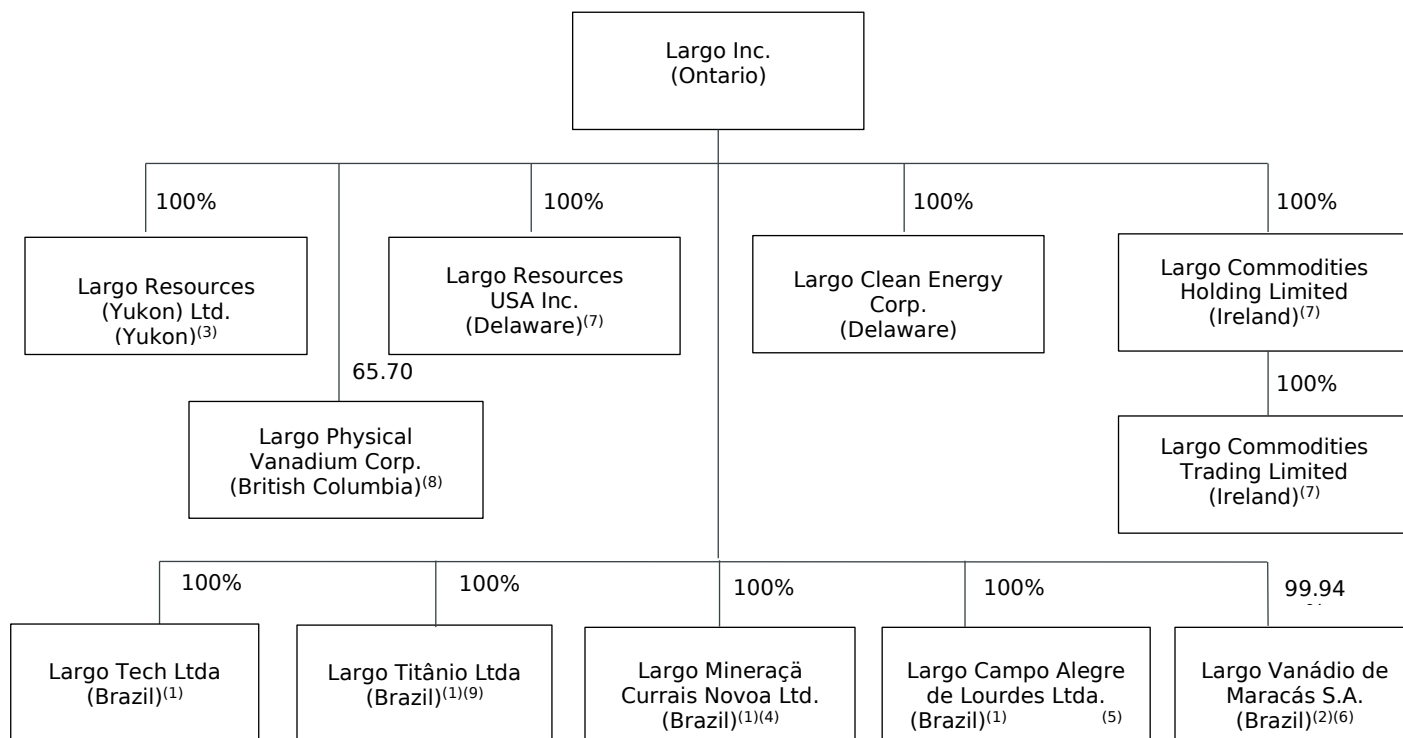 Largo Inc.
(Ontario)
100%
100%
100%
100%
Largo Resources
(Yukon) Ltd.
(Yukon)(3)
Largo Resources
USA Inc.
(Delaware)(7)
Largo Clean Energy
Corp.
(Delaware)
Largo Commodities
Holding Limited
(Ireland)(7)
65.70
100%
Largo Physical
Vanadium Corp.
(British Columbia)(8)
Largo Commodities
Trading Limited
(Ireland)(7)
100%
100%
100%
100%
99.94
Largo Tech Ltda
(Brazil)(1)
Largo Titânio Ltda
(Brazil)(1)(9)
Largo Mineraçä
Currais Novoa Ltd.
(Brazil)(1)(4)
Largo Campo Alegre
de Lourdes Ltda.
(Brazil)(1) (5)
Largo Vanádio de
Maracás S.A.
(Brazil)(2)(6)